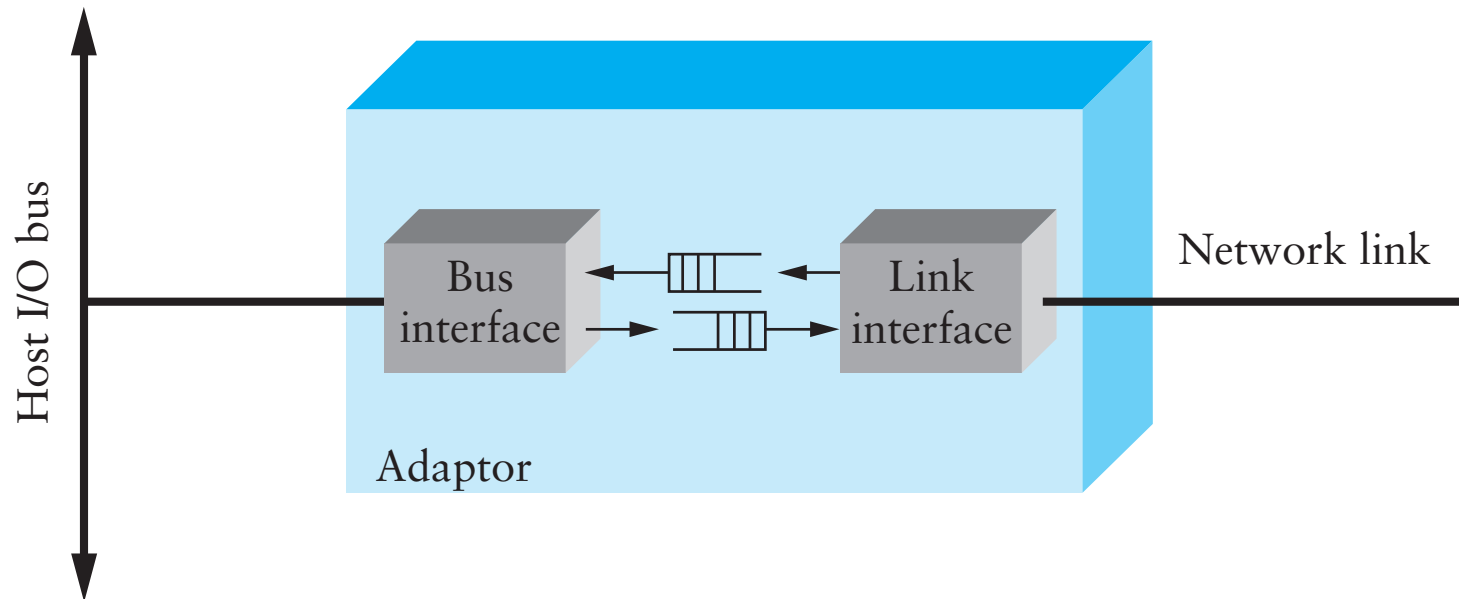 Host I/O bus
Bus
interface
Link
interface
Network link
Adaptor